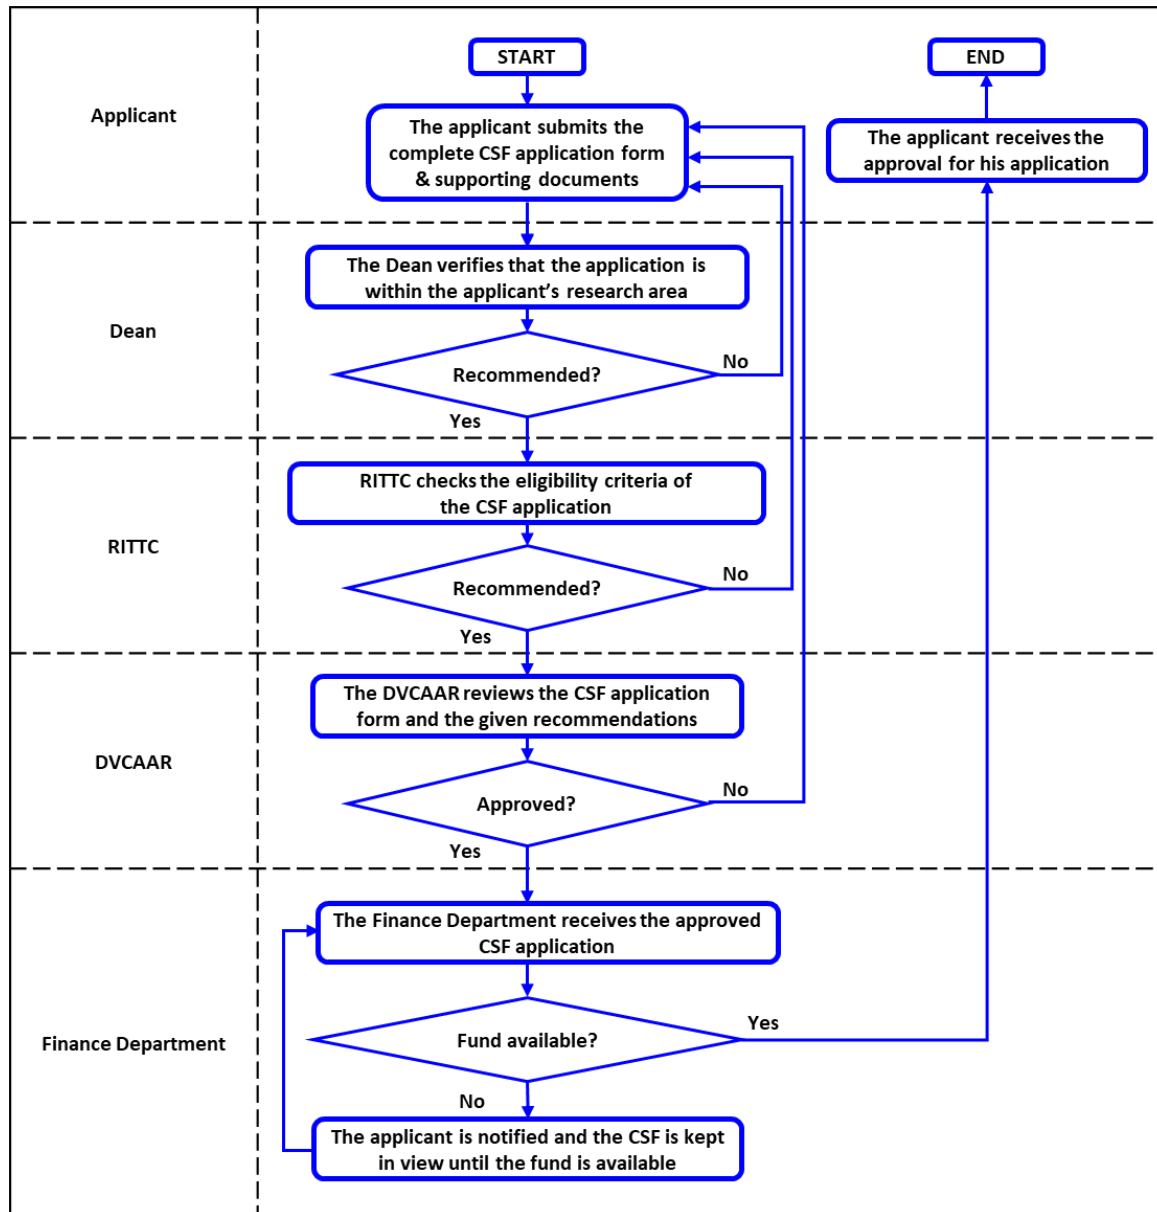 START
END
Applicant
The applicant submits the
complete CSF application form
& supporting documents
The applicant receives the
approval for his application
Dean
The Dean verifies that the application is
within the applicant's research area
Recommended?
No
Yes
RITTC
RITTC checks the eligibility criteria of
the CSF application
Recommended?
No
Yes
DVCAAR
The DVCAAR reviews the CSF application
form and the given recommendations
Approved?
No
Yes
Finance Department
The Finance Department receives the approved
CSF application
Fund available?
Yes
No
The applicant is notified and the CSF is kept
in view until the fund is available